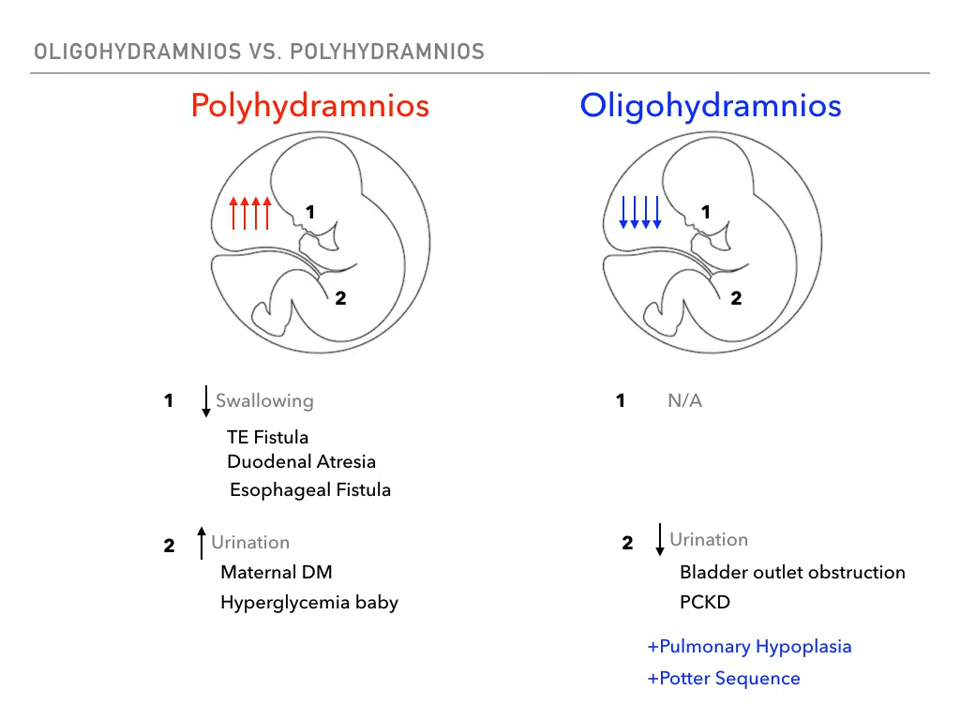 OLIGOHYDRAMNIOS VS. POLYHYDRAMNIOS
Polyhydramnios
1
2
1 Swallowing
TE Fistula
Duodenal Atresia
Esophageal Fistula
2 Urination
Maternal DM
Hyperglycemia baby
Oligohydramnios
1
2
1 N/A
2 Urination
Bladder outlet obstruction
PCKD
+Pulmonary Hypoplasia
+Potter Sequence